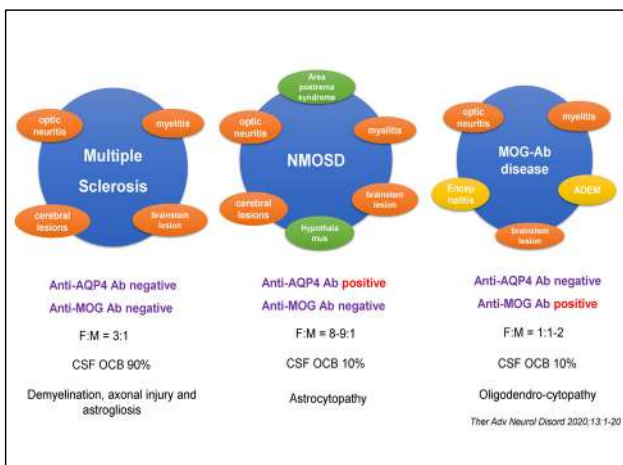 optic
neuritis
myelitis
Multiple
Sclerosis
cerebral
lesions
brainstem
lesion
Anti-AQP4 Ab negative
Anti-MOG Ab negative
F:M = 3:1
CSF OCB 90%
Demyelination, axonal injury and
astrogliosis
Area
postrema
syndrome
optic
neuritis
myelitis
NMOSD
cerebral
lesions
brainstem
lesion
Hypothala
mus
Anti-AQP4 Ab positive
Anti-MOG Ab negative
F:M = 8-9:1
CSF OCB 10%
Astrocytopathy
optic
neuritis
myelitis
MOG-Ab
disease
Encep
halitie
ADEM
brainstem
lesion
Anti-AQP4 Ab negative
Anti-MOG Ab positive
F:M = 1:1-2
CSF OCB 10%
Oligodendro-cytopathy
Ther Adv Neurol Disord 2020;13:1-20